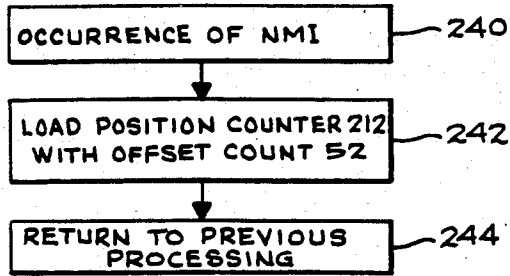 OCCURRENCE OF NMI
240
LOAD POSITION COUNTER 212
WITH OFFSET COUNT 52
242
RETURN TO PREVIOUS
PROCESSING
244